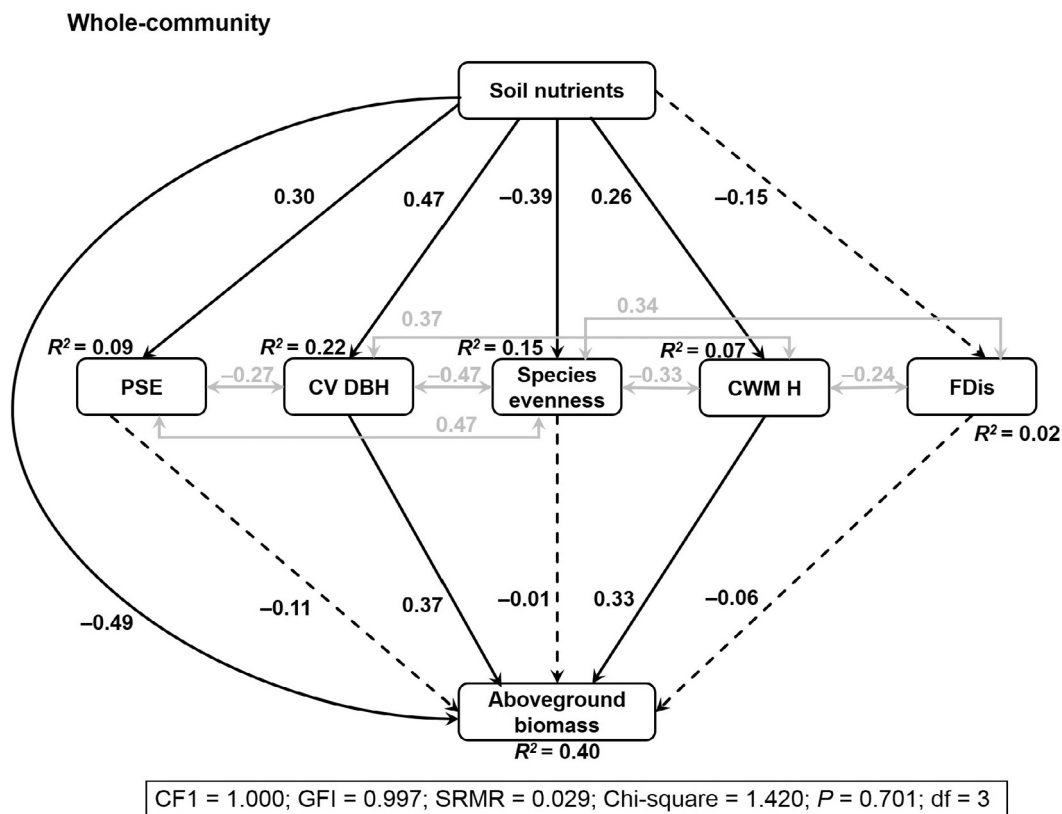 Whole-community
Soil nutrients
0.30
0.47
–0.39
0.26
–0.15
0.37
0.34
R² = 0.09
R² = 0.22
R² = 0.15
R² = 0.07
PSE
–0.27
CV DBH
–0.47
Species
evenness
–0.33
CWM H
–0.24
FDis
0.47
R² = 0.02
–0.49
–0.11
0.37
–0.01
0.33
–0.06
Aboveground
biomass
R² = 0.40
CF1 = 1.000; GFI = 0.997; SRMR = 0.029; Chi-square = 1.420; P = 0.701; df = 3